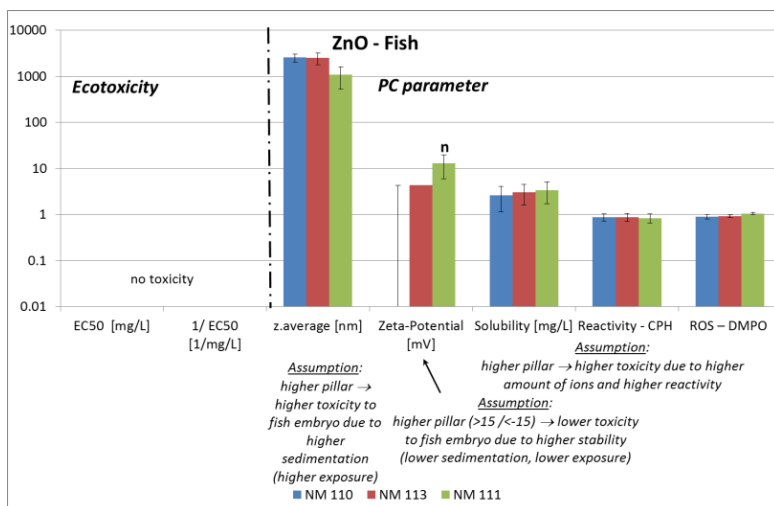 ZnO - Fish
10000
1000
100
10
1
0.1
0.01
Ecotoxicity
PC parameter
n
no toxicity
EC50 [mg/L]
1/ EC50
[1/mg/L]
z.average [nm]
Zeta-Potential
[mV]
Solubility [mg/L]
Reactivity - CPH
ROS – DMPO
Assumption:
higher pillar →
higher toxicity to
fish embryo due to
higher
sedimentation
(higher exposure)
Assumption:
higher pillar → higher toxicity due to higher
amount of ions and higher reactivity
Assumption:
higher pillar (>15 /<-15) → lower toxicity
to fish embryo due to higher stability
(lower sedimentation, lower exposure)
NM 110
NM 113
NM 111